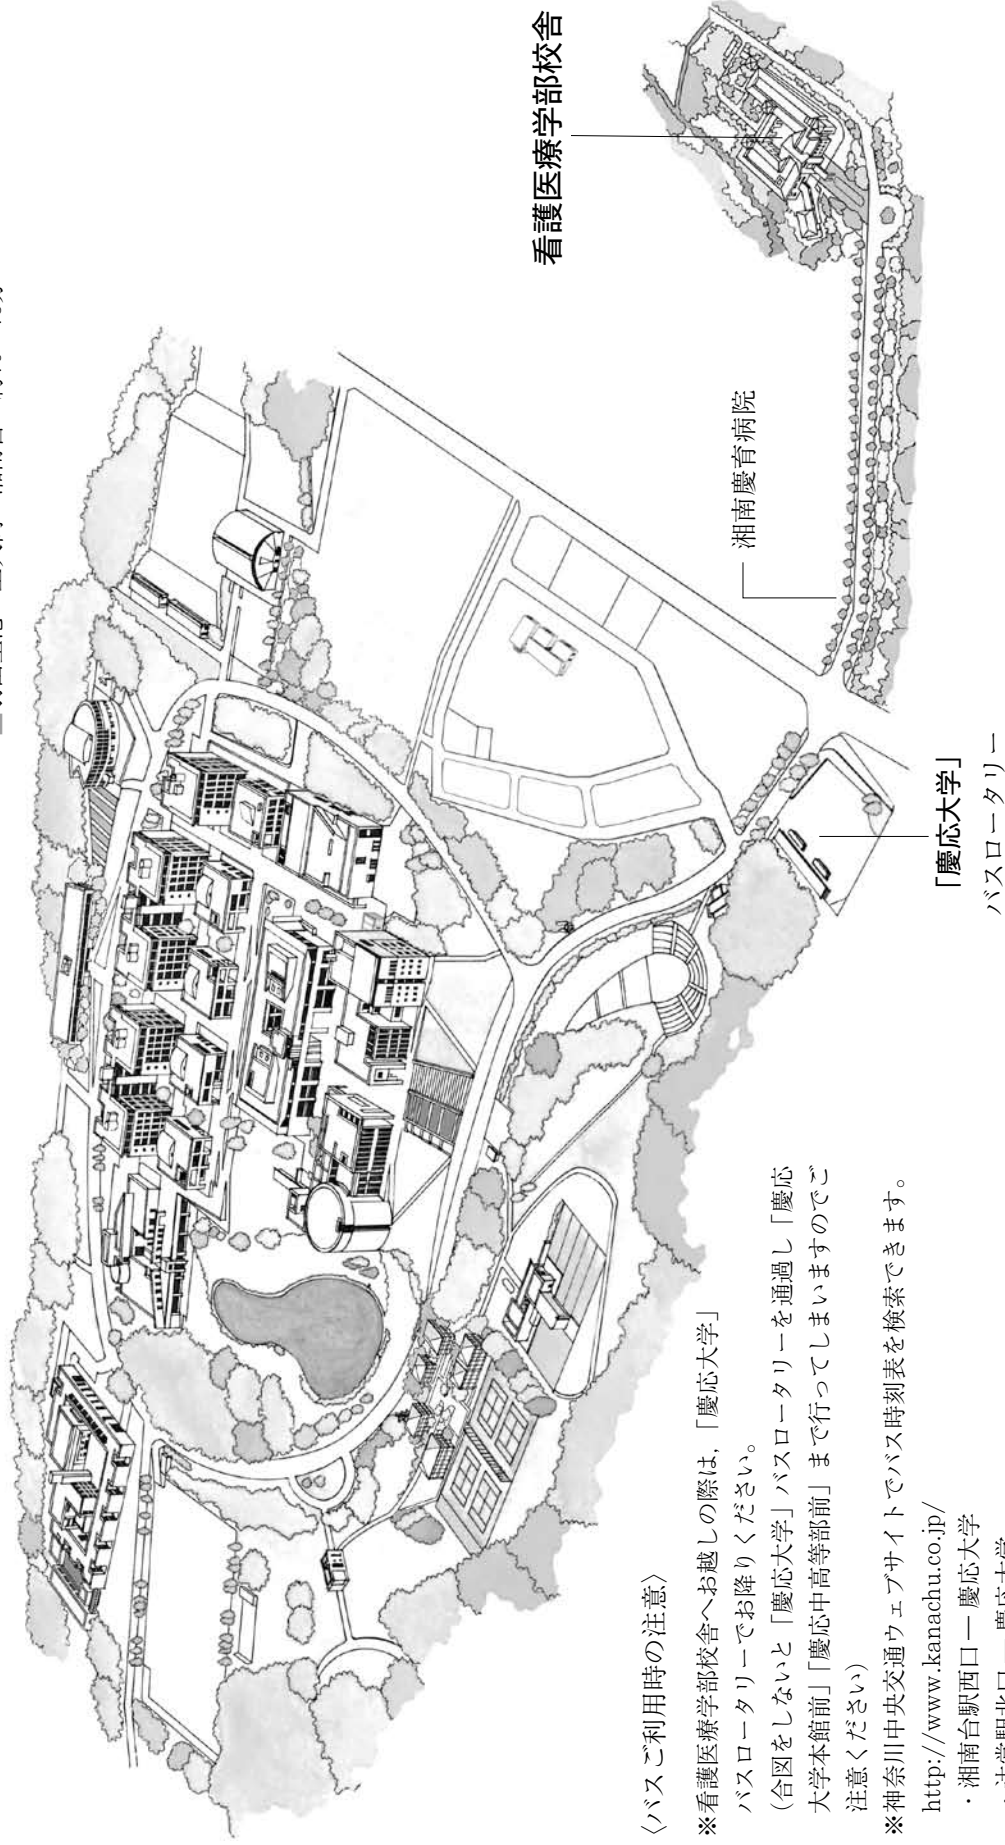 看護医療学部校舎
湘南慶育病院
「慶応大学」
バスロータリー
〈バスご利用時の注意〉
※看護医療学部校舎へお越しの際は,「慶応大学」
バスロータリーでお降りください。
(合図をしないと「慶応大学」バスロータリーを通過し「慶応
大学本館前」「慶応中高等部前」まで行ってしまいますのでご
注意ください)
※神奈川中央交通ウェブサイトでバス時刻表を検索できます。
http://www.kanachu.co.jp/
・湘南台駅西口 ― 慶応大学